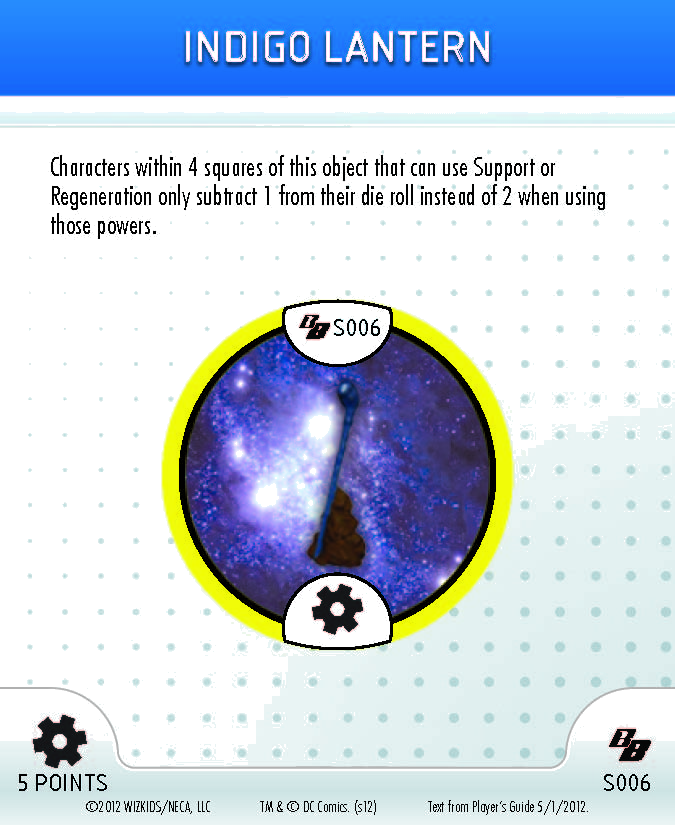 INDIGO LANTERN
Characters within 4 squares of this object that can use Support or
Regeneration only subtract 1 from their die roll instead of 2 when using
those powers.
BB S006
5 POINTS
BB
S006
©2012 WIZKIDS/NECA, LLC TM & © DC Comics. (s12) Text from Player's Guide 5/1/2012.